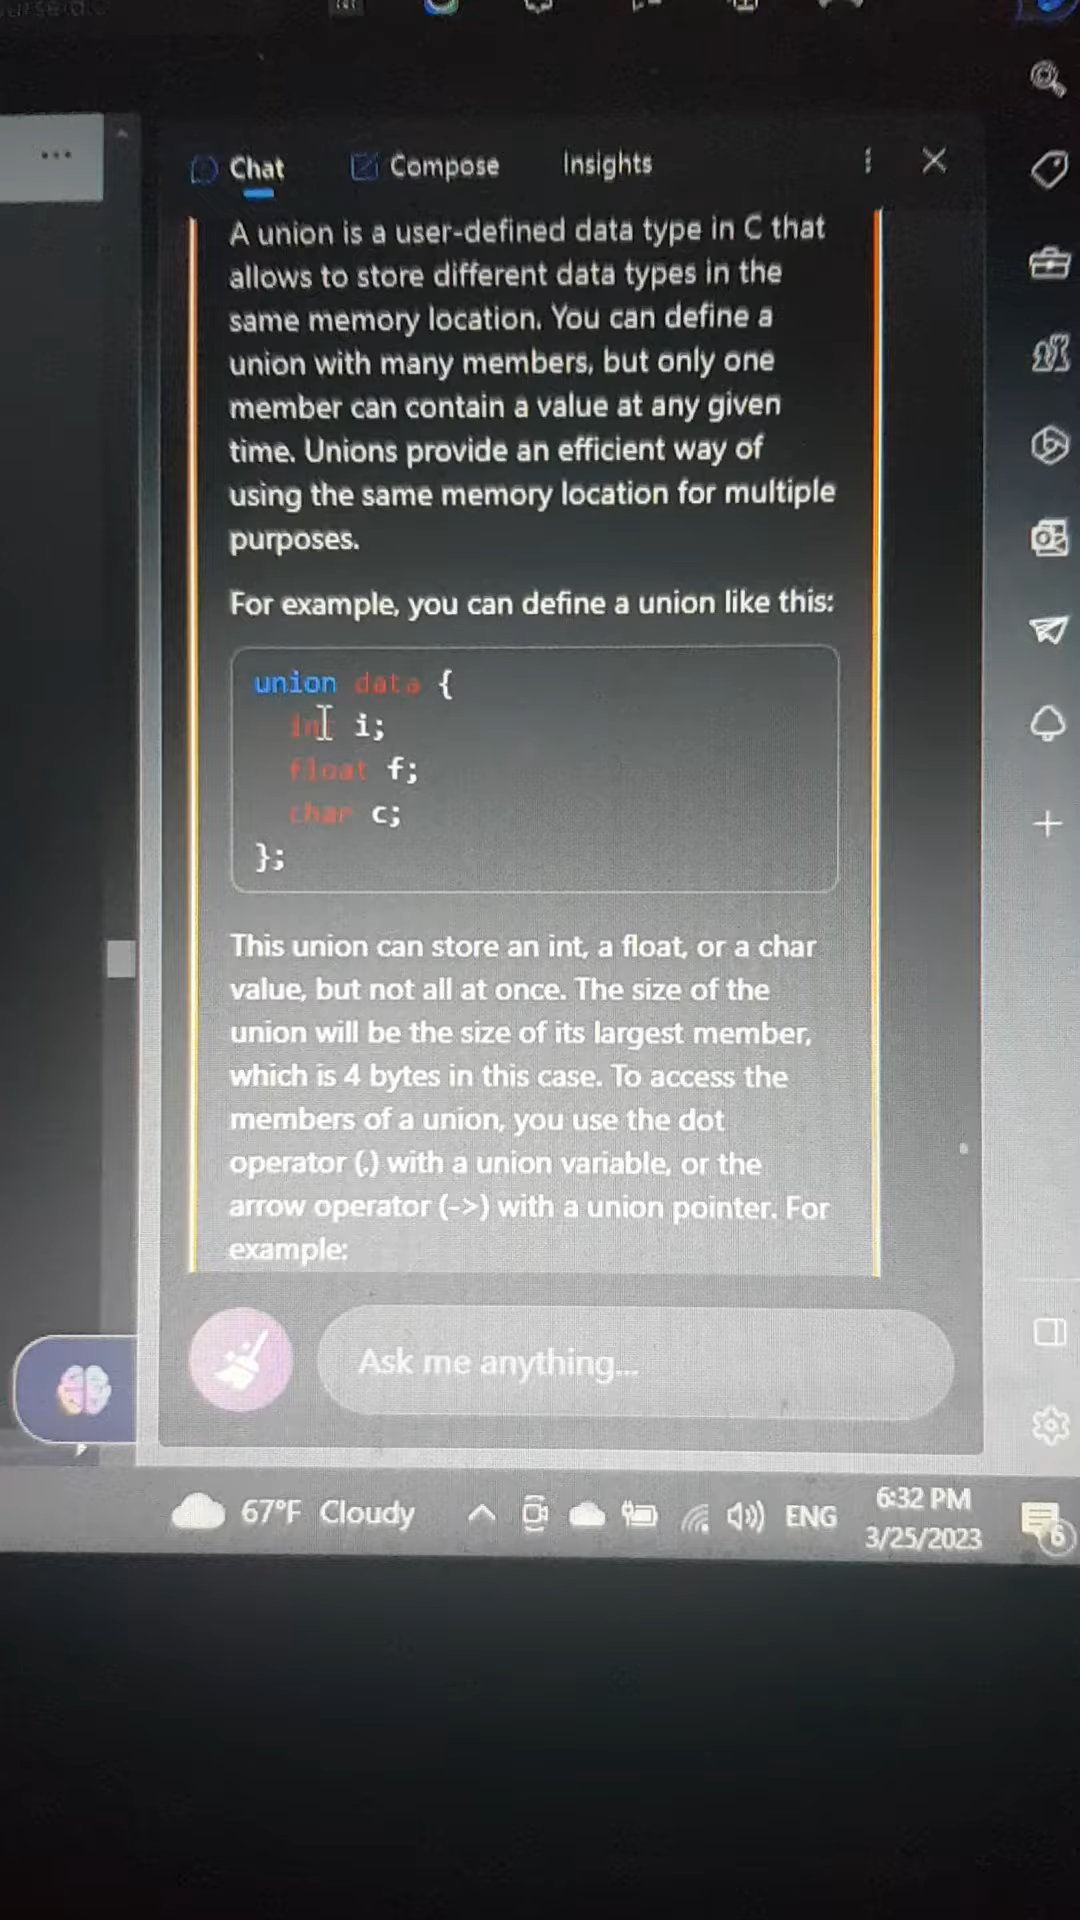 Chat Compose Insights
A union is a user-defined data type in C that
allows to store different data types in the
same memory location. You can define a
union with many members, but only one
member can contain a value at any given
time. Unions provide an efficient way of
using the same memory location for multiple
purposes.
For example, you can define a union like this:
union data {
int i;
float f;
char c;
};
This union can store an int, a float, or a char
value, but not all at once. The size of the
union will be the size of its largest member,
which is 4 bytes in this case. To access the
members of a union, you use the dot
operator (.) with a union variable, or the
arrow operator (->) with a union pointer. For
example:
Ask me anything...
67°F Cloudy
ENG
6:32 PM
3/25/2023
6